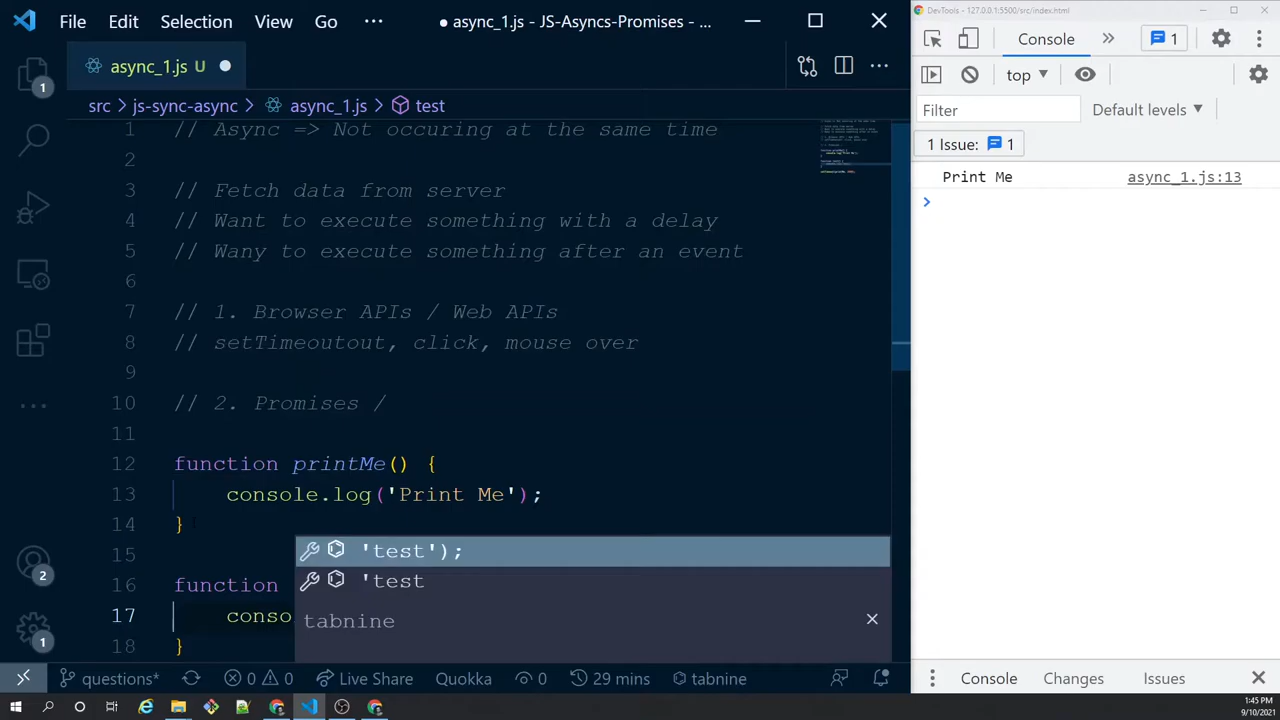 File Edit Selection View Go ··· ● async_1.js - JS-Asyncs-Promises - ...
DevTools - 127.0.0.1:5500/src/index.html
async_1.js U ●
Console » 1
src > js-sync-async > async_1.js > test
top ▼
Filter Default levels ▼
1 Issue: 1
Print Me async_1.js:13
>
1 // Async => Not occuring at the same time
2
3 // Fetch data from server
4 // Want to execute something with a delay
5 // Wany to execute something after an event
6
7 // 1. Browser APIs / Web APIs
8 // setTimeoutout, click, mouse over
9
10 // 2. Promises /
11
12 function printMe() {
13 console.log('Print Me');
14 }
15
16 function
17 conso
18 }
'test');
'test
tabnine
1
2
1
questions* 0 0 Live Share Quokka 0 29 mins tabnine
Console Changes Issues
1:45 PM
9/10/2021